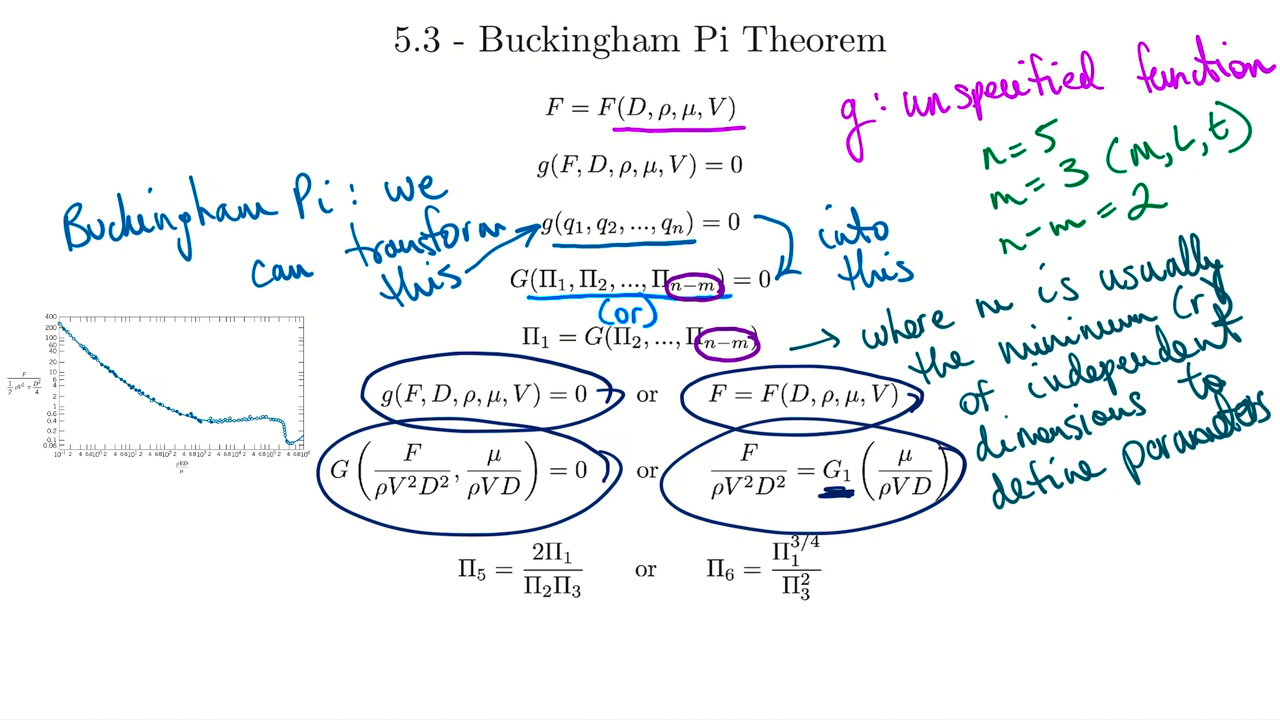 5.3 - Buckingham Pi Theorem
F = F(D, ρ, μ, V)
g(F, D, ρ, μ, V) = 0
g(q₁, q₂, ..., qₙ) = 0
G(Π₁, Π₂, ..., Πₙ₋ₘ) = 0
(or)
Π₁ = G(Π₂, ..., Πₙ₋ₘ)
g(F, D, ρ, μ, V) = 0 or F = F(D, ρ, μ, V)
G(F/ρV²D², μ/ρVD) = 0 or F/ρV²D² = G₁(μ/ρVD)
Π₅ = 2Π₁/Π₂Π₃ or Π₆ = Π₁^3/4/Π₃²
g: unspecified function
n = 5
m = 3 (M, L, t)
n-m = 2
Buckingham Pi: we
can transform
this
into
this
→ where m is usually
the minimum (r)
of independent
dimensions to
define parameters